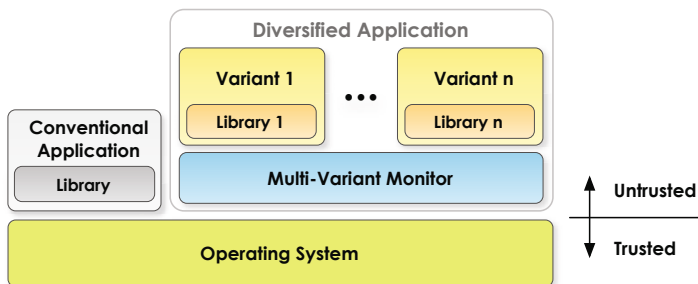 Diversified Application
Variant 1
Library 1
•••
Variant n
Library n
Conventional
Application
Library
Multi-Variant Monitor
Untrusted
Trusted
Operating System